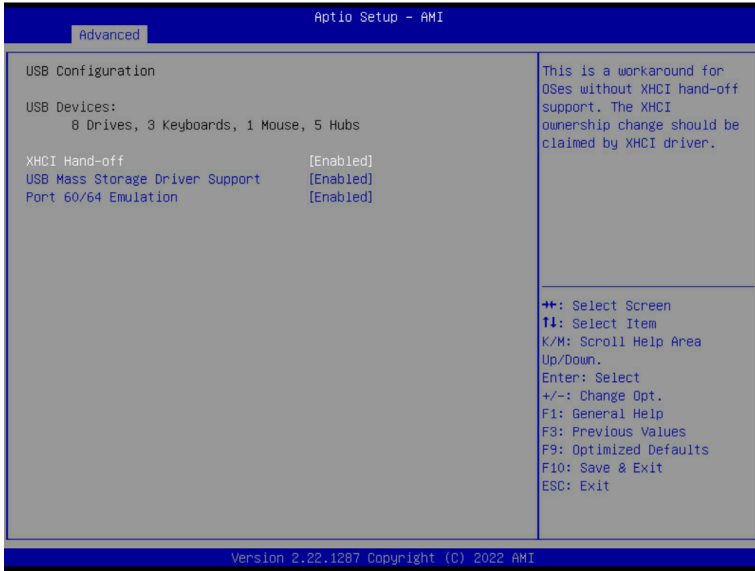 Aptio Setup – AMI
Advanced
USB Configuration
USB Devices:
8 Drives, 3 Keyboards, 1 Mouse, 5 Hubs
XHCI Hand-off [Enabled]
USB Mass Storage Driver Support [Enabled]
Port 60/64 Emulation [Enabled]
This is a workaround for
OSes without XHCI hand-off
support. The XHCI
ownership change should be
claimed by XHCI driver.
→←: Select Screen
↑↓: Select Item
K/M: Scroll Help Area
Up/Down.
Enter: Select
+/-: Change Opt.
F1: General Help
F3: Previous Values
F9: Optimized Defaults
F10: Save & Exit
ESC: Exit
Version 2.22.1287 Copyright (C) 2022 AMI